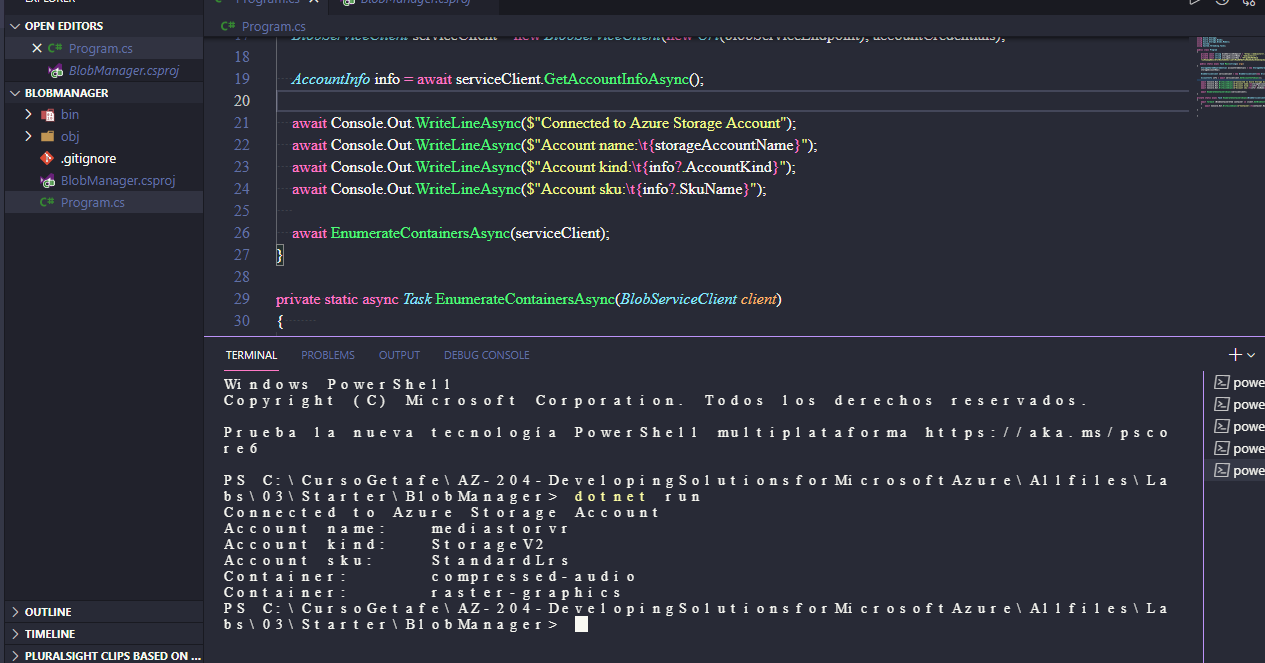 EXPLORER
Program.cs
BlobManager.csproj
OPEN EDITORS
Program.cs
BlobManager.csproj
BLOBMANAGER
bin
obj
.gitignore
BlobManager.csproj
Program.cs
OUTLINE
TIMELINE
PLURALSIGHT CLIPS BASED ON ...
C# Program.cs
BlobServiceClient serviceClient = new BlobServiceClient(new Uri(blobServiceEndpoint), accountCredentials);
18
19 AccountInfo info = await serviceClient.GetAccountInfoAsync();
20
21 await Console.Out.WriteLineAsync($"Connected to Azure Storage Account");
22 await Console.Out.WriteLineAsync($"Account name:\t{storageAccountName}");
23 await Console.Out.WriteLineAsync($"Account kind:\t{info?.AccountKind}");
24 await Console.Out.WriteLineAsync($"Account sku:\t{info?.SkuName}");
25
26 await EnumerateContainersAsync(serviceClient);
27 }
28
29 private static async Task EnumerateContainersAsync(BlobServiceClient client)
30 {
TERMINAL PROBLEMS OUTPUT DEBUG CONSOLE
Windows PowerShell
Copyright (C) Microsoft Corporation. Todos los derechos reservados.
Prueba la nueva tecnología PowerShell multiplataforma https://aka.ms/psco
re6
PS C:\CursoGetafe\AZ-204-DevelopingSolutionsforMicrosoftAzure\Allfiles\La
bs\03\Starter\BlobManager> dotnet run
Connected to Azure Storage Account
Account name: mediastorvr
Account kind: StorageV2
Account sku: StandardLrs
Container: compressed-audio
Container: raster-graphics
PS C:\CursoGetafe\AZ-204-DevelopingSolutionsforMicrosoftAzure\Allfiles\La
bs\03\Starter\BlobManager>
powe
powe
powe
powe
powe